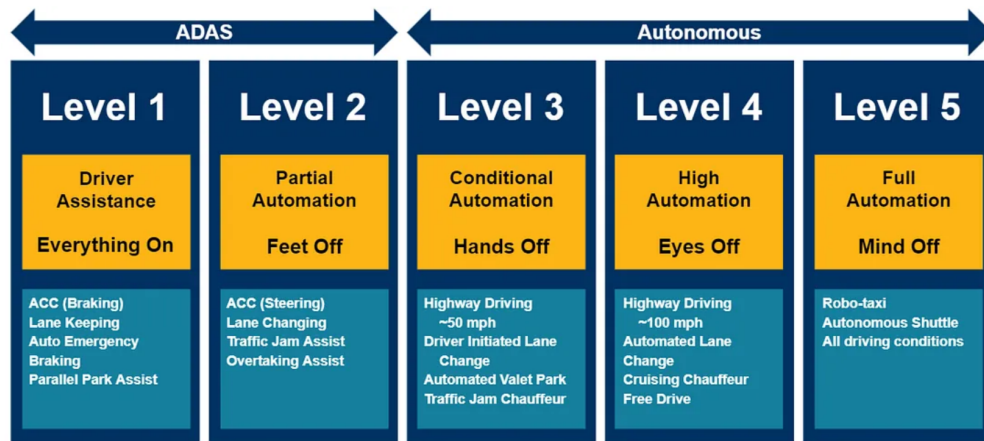 ADAS
Autonomous
Level 1
Driver
Assistance
Everything On
ACC (Braking)
Lane Keeping
Auto Emergency
Braking
Parallel Park Assist
Level 2
Partial
Automation
Feet Off
ACC (Steering)
Lane Changing
Traffic Jam Assist
Overtaking Assist
Level 3
Conditional
Automation
Hands Off
Highway Driving
~50 mph
Driver Initiated Lane
Change
Automated Valet Park
Traffic Jam Chauffeur
Level 4
High
Automation
Eyes Off
Highway Driving
~100 mph
Automated Lane
Change
Cruising Chauffeur
Free Drive
Level 5
Full
Automation
Mind Off
Robo-taxi
Autonomous Shuttle
All driving conditions